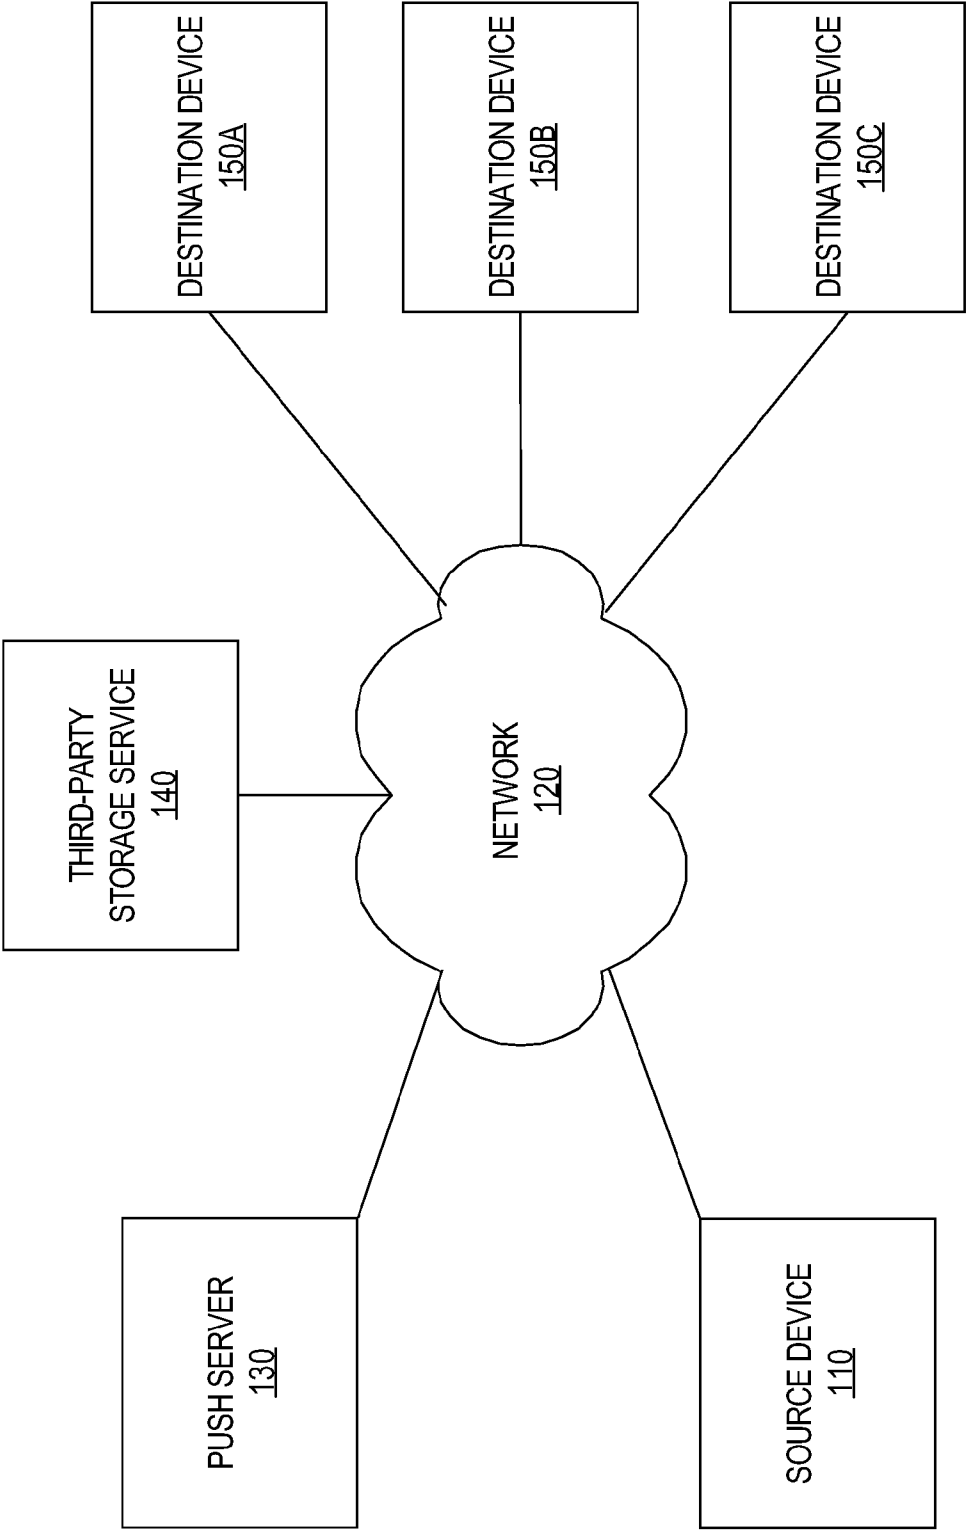 PUSH SERVER
130
THIRD-PARTY
STORAGE SERVICE
140
DESTINATION DEVICE
150A
NETWORK
120
DESTINATION DEVICE
150B
SOURCE DEVICE
110
DESTINATION DEVICE
150C